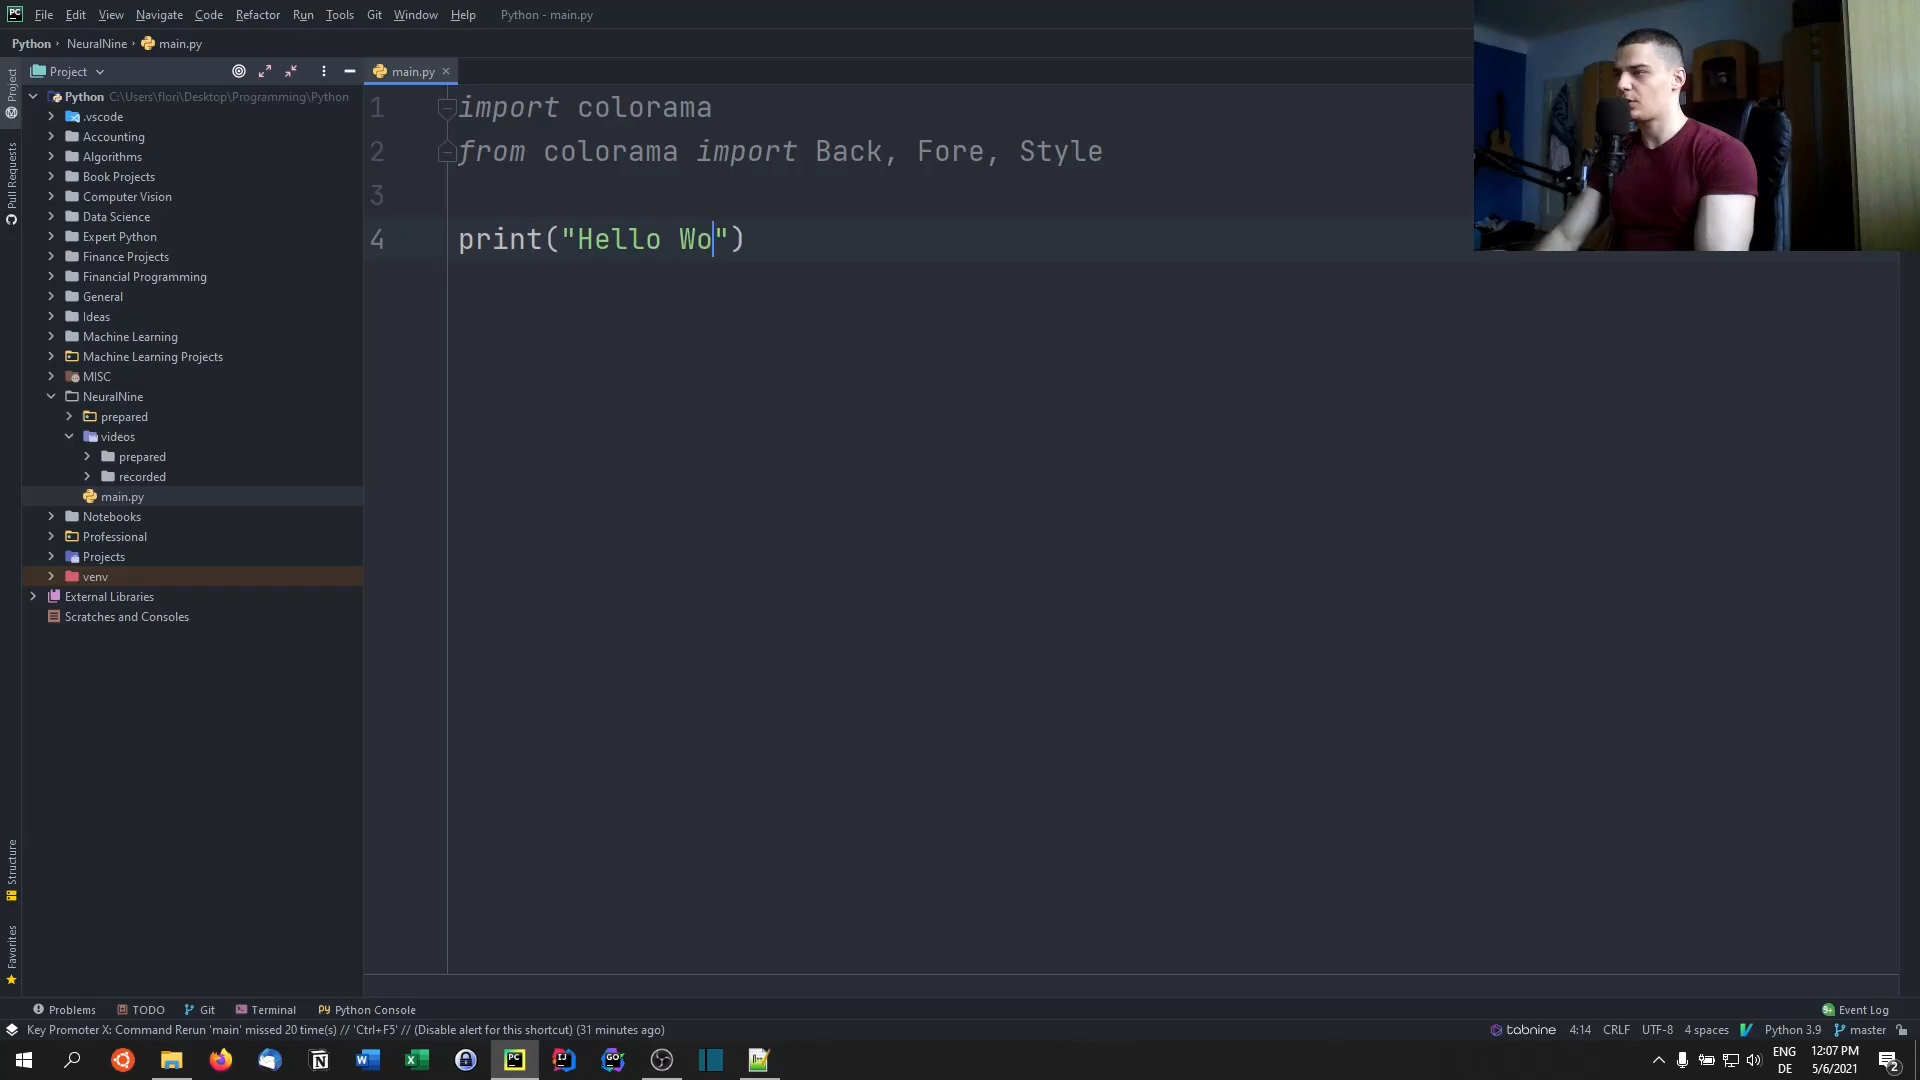 PC File Edit View Navigate Code Refactor Run Tools Git Window Help Python - main.py
Python › NeuralNine › main.py
Project
main.py
Project
Pull Requests
Structure
Favorites
Python C:\Users\flori\Desktop\Programming\Python
.vscode
Accounting
Algorithms
Book Projects
Computer Vision
Data Science
Expert Python
Finance Projects
Financial Programming
General
Ideas
Machine Learning
Machine Learning Projects
MISC
NeuralNine
prepared
videos
prepared
recorded
main.py
Notebooks
Professional
Projects
venv
External Libraries
Scratches and Consoles
1 import colorama
2 from colorama import Back, Fore, Style
3
4 print("Hello Wo")
Problems TODO Git Terminal Python Console Event Log
Key Promoter X: Command Rerun 'main' missed 20 time(s) // 'Ctrl+F5' // (Disable alert for this shortcut) (31 minutes ago) tabnine 4:14 CRLF UTF-8 4 spaces Python 3.9 master
ENG 12:07 PM
DE 5/6/2021 2